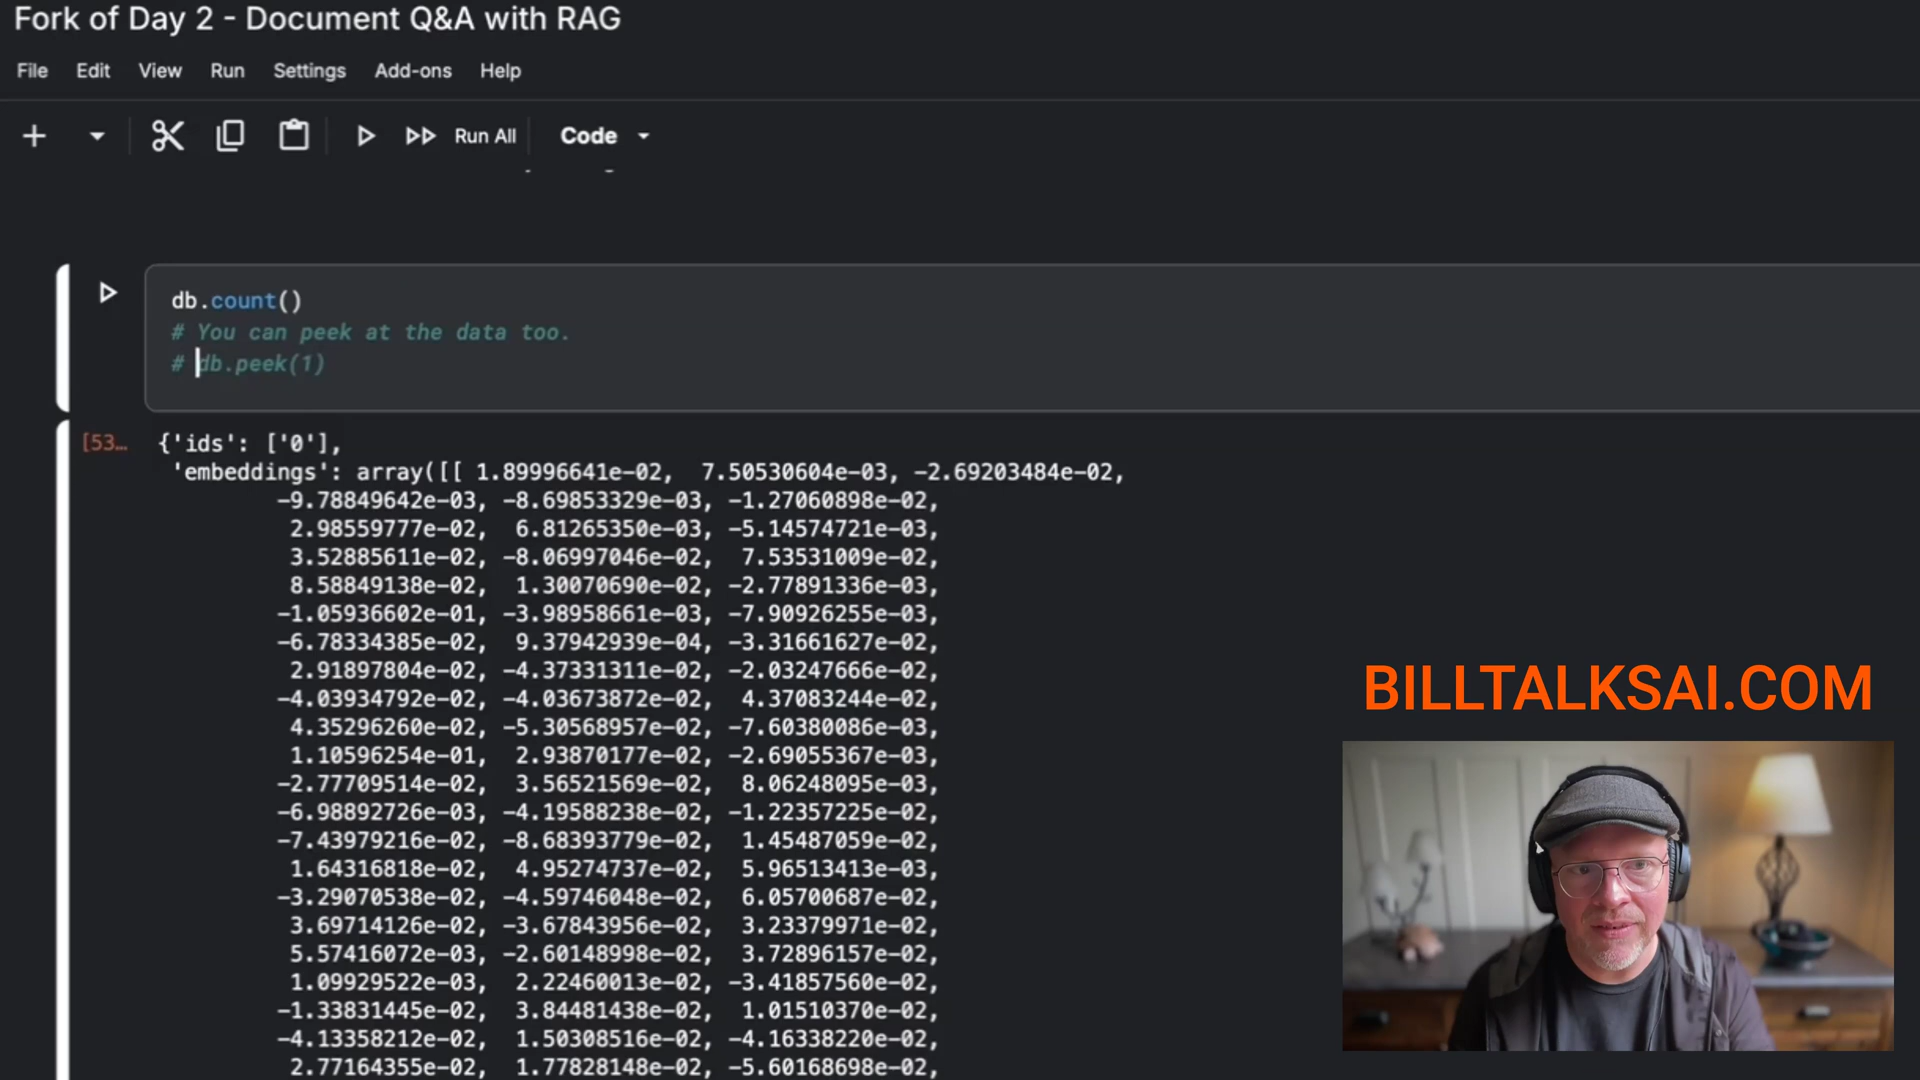 Fork of Day 2 - Document Q&A with RAG
File Edit View Run Settings Add-ons Help
Run All Code
db.count()
# You can peek at the data too.
# db.peek(1)
[53… {'ids': ['0'],
'embeddings': array([[ 1.89996641e-02, 7.50530604e-03, -2.69203484e-02,
-9.78849642e-03, -8.69853329e-03, -1.27060898e-02,
2.98559777e-02, 6.81265350e-03, -5.14574721e-03,
3.52885611e-02, -8.06997046e-02, 7.53531009e-02,
8.58849138e-02, 1.30070690e-02, -2.77891336e-03,
-1.05936602e-01, -3.98958661e-03, -7.90926255e-03,
-6.78334385e-02, 9.37942939e-04, -3.31661627e-02,
2.91897804e-02, -4.37331311e-02, -2.03247666e-02,
-4.03934792e-02, -4.03673872e-02, 4.37083244e-02,
4.35296260e-02, -5.30568957e-02, -7.60380086e-03,
1.10596254e-01, 2.93870177e-02, -2.69055367e-03,
-2.77709514e-02, 3.56521569e-02, 8.06248095e-03,
-6.98892726e-03, -4.19588238e-02, -1.22357225e-02,
-7.43979216e-02, -8.68393779e-02, 1.45487059e-02,
1.64316818e-02, 4.95274737e-02, 5.96513413e-03,
-3.29070538e-02, -4.59746048e-02, 6.05700687e-02,
3.69714126e-02, -3.67843956e-02, 3.23379971e-02,
5.57416072e-03, -2.60148998e-02, 3.72896157e-02,
1.09929522e-03, 2.22460013e-02, -3.41857560e-02,
-1.33831445e-02, 3.84481438e-02, 1.01510370e-02,
-4.13358212e-02, 1.50308516e-02, -4.16338220e-02,
2.77164355e-02, 1.77828148e-02, -5.60168698e-02,
BILLTALKSAI.COM